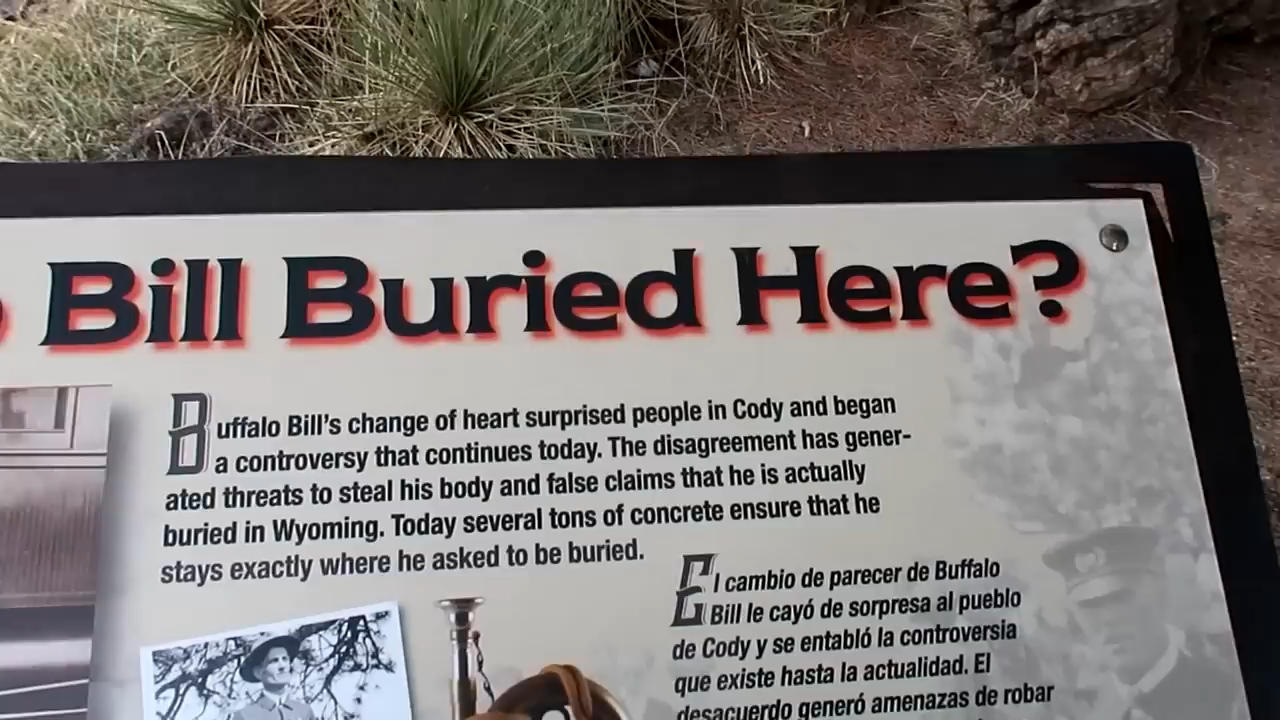 Bill Buried Here?
Buffalo Bill's change of heart surprised people in Cody and began
a controversy that continues today. The disagreement has gener-
ated threats to steal his body and false claims that he is actually
buried in Wyoming. Today several tons of concrete ensure that he
stays exactly where he asked to be buried.
El cambio de parecer de Buffalo
Bill le cayó de sorpresa al pueblo
de Cody y se entabló la controversia
que existe hasta la actualidad. El
desacuerdo generó amenazas de robar